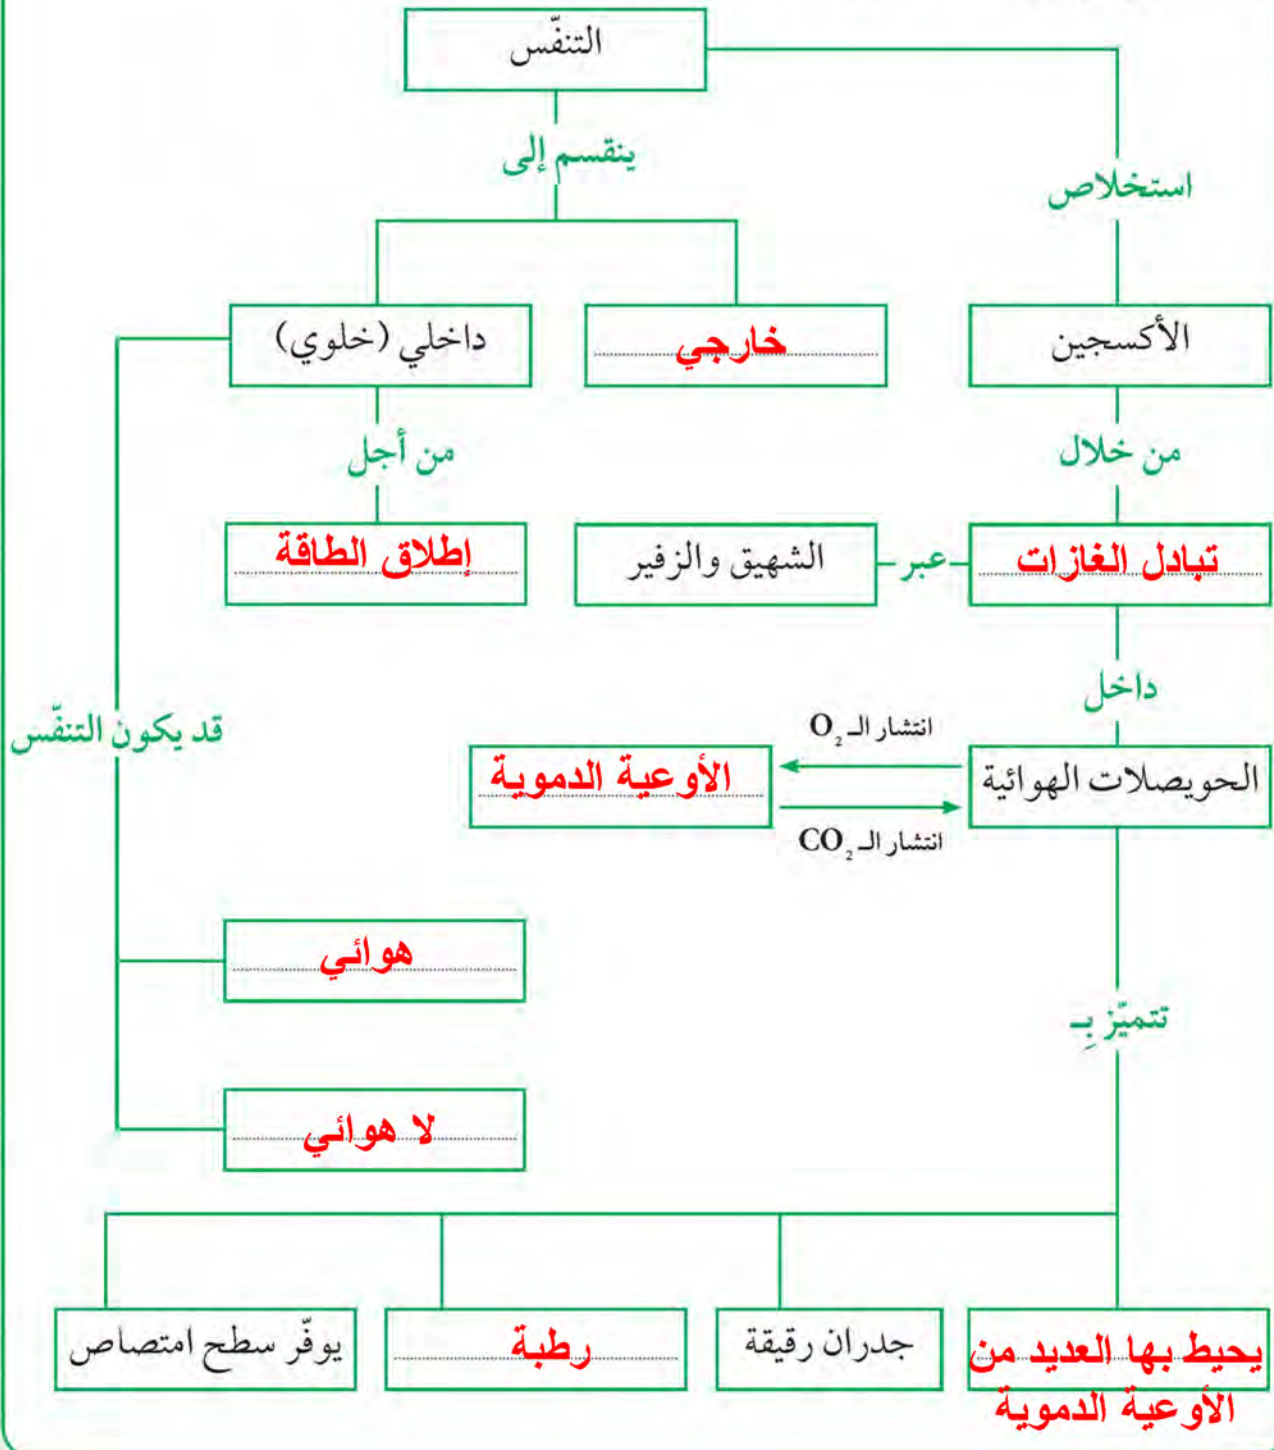 التنفّس
ينقسم إلى
استخلاص
الأكسجين
خارجي
داخلي (خلوي)
من خلال
من أجل
تبادل الغازات
عبر
الشهيق والزفير
إطلاق الطاقة
داخل
قد يكون التنفّس
انتشار الـ O₂
الحويصلات الهوائية
الأوعية الدموية
انتشار الـ CO₂
هوائي
تتميّز بِـ
لا هوائي
يحيط بها العديد من
الأوعية الدموية
جدران رقيقة
رطبة
يوفّر سطح امتصاص